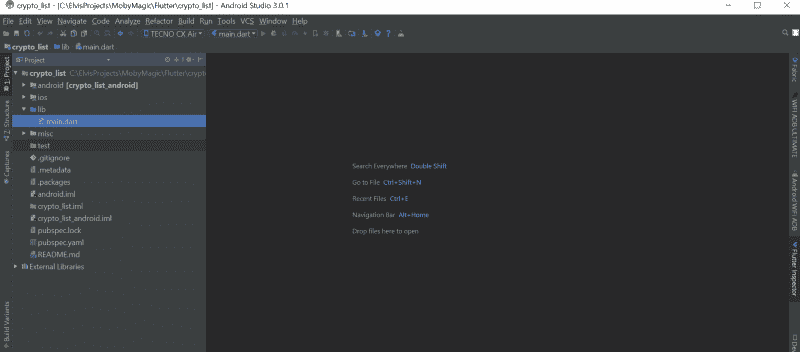 crypto_list - [C:\ElvisProjects\MobyMagic\Flutter\crypto_list] - Android Studio 3.0.1
File Edit View Navigate Code Analyze Refactor Build Run Tools VCS Window Help
TECNO CX Air main.dart
crypto_list lib main.dart
Project
crypto_list C:\ElvisProjects\MobyMagic\Flutter\crypto
android [crypto_list_android]
ios
lib
main.dart
misc
test
.gitignore
.metadata
.packages
android.iml
crypto_list.iml
crypto_list_android.iml
pubspec.lock
pubspec.yaml
README.md
External Libraries
1: Project
Z: Structure
Captures
Build Variants
Search Everywhere Double Shift
Go to File Ctrl+Shift+N
Recent Files Ctrl+E
Navigation Bar Alt+Home
Drop files here to open
Fabric
WIFI ADB ULTIMATE
Android WiFi ADB
Flutter Inspector